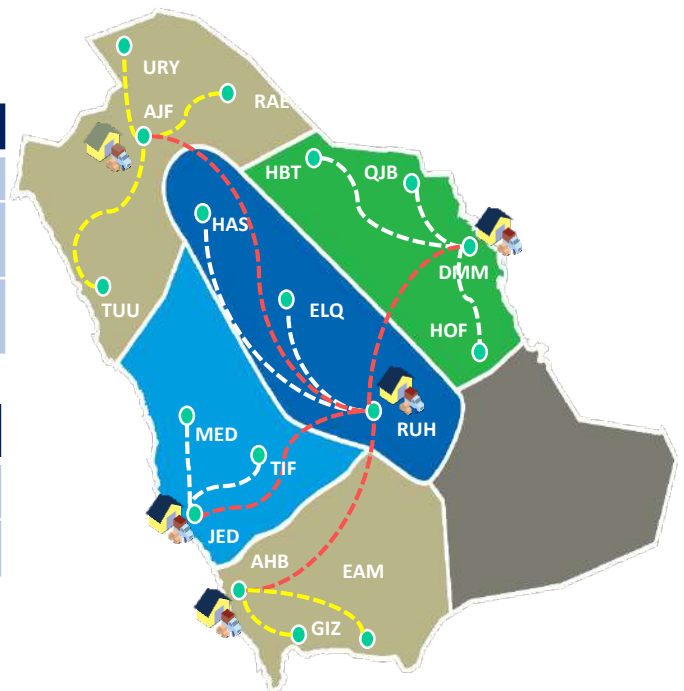 URY
AJF
RAE
HBT
QJB
HAS
DMM
TUU
ELQ
HOF
MED
RUH
TIF
JED
AHB
EAM
GIZ